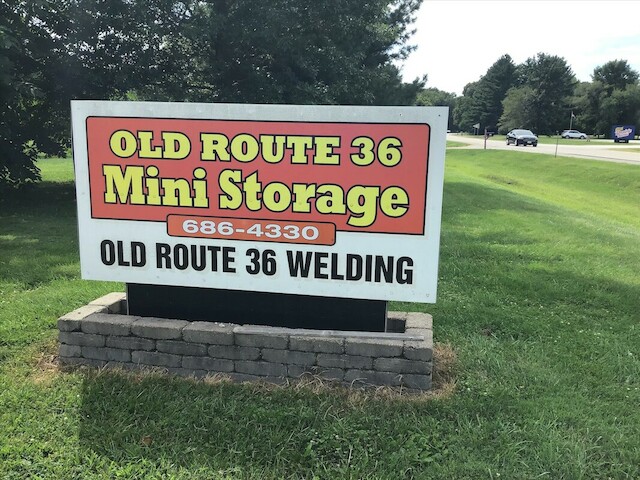 OLD ROUTE 36
Mini Storage
686-4330
OLD ROUTE 36 WELDING